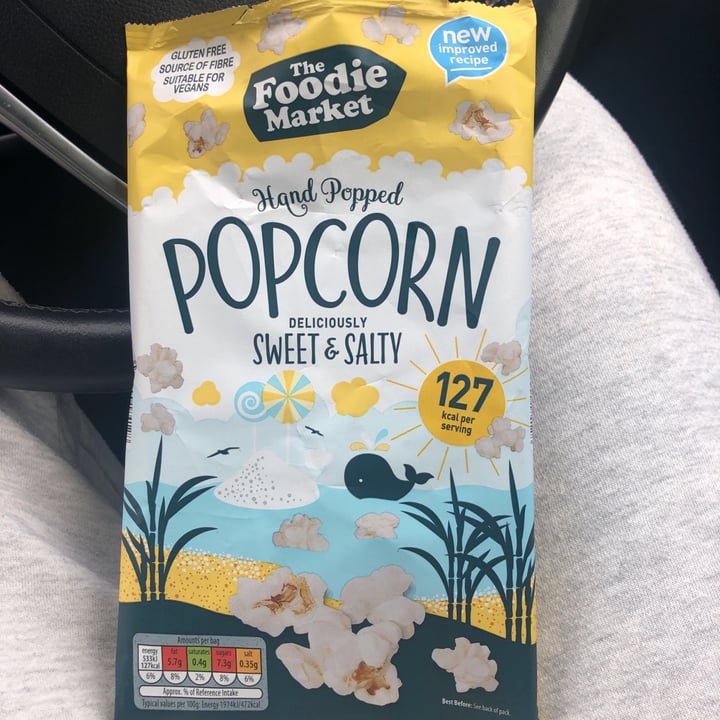 GLUTEN FREE
SOURCE OF FIBRE
SUITABLE FOR
VEGANS
The
Foodie
Market
new
improved
recipe
Hand Popped
POPCORN
DELICIOUSLY
SWEET & SALTY
127
kcal per
serving
Amounts per bag
energy fat saturates sugars salt
533kJ 5.7g 0.4g 7.3g 0.35g
127kcal
6% 8% 2% 8% 6%
Approx. % of Reference Intake
Typical values per 100g: Energy 1974kJ/472kcal
Best Before: See back of pack